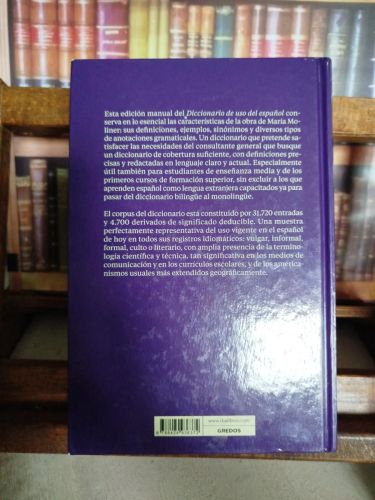 Esta edición manual del Diccionario de uso del español con-
serva en lo esencial las características de la obra de María Mo-
liner: sus definiciones, ejemplos, sinónimos y diversos tipos
de anotaciones gramaticales. Un diccionario que pretende sa-
tisfacer las necesidades del consultante general que busque
un diccionario de cobertura suficiente, con definiciones pre-
cisas y redactadas en lenguaje claro y actual. Especialmente
útil también para estudiantes de enseñanza media y de los
primeros cursos de formación superior, sin excluir a los que
aprenden español como lengua extranjera capacitados ya para
pasar del diccionario bilingüe al monolingüe.
El corpus del diccionario está constituido por 31.720 entradas
y 4.700 derivados de significado deducible. Una muestra
perfectamente representativa del uso vigente en el español
de hoy en todos sus registros idiomáticos: vulgar, informal,
formal, culto o literario, con amplia presencia de la termino-
logía científica y técnica, tan significativa en los medios de
comunicación y en los currículos escolares, y de los america-
nismos usuales más extendidos geográficamente.
www.rbalibros.com
GREDOS